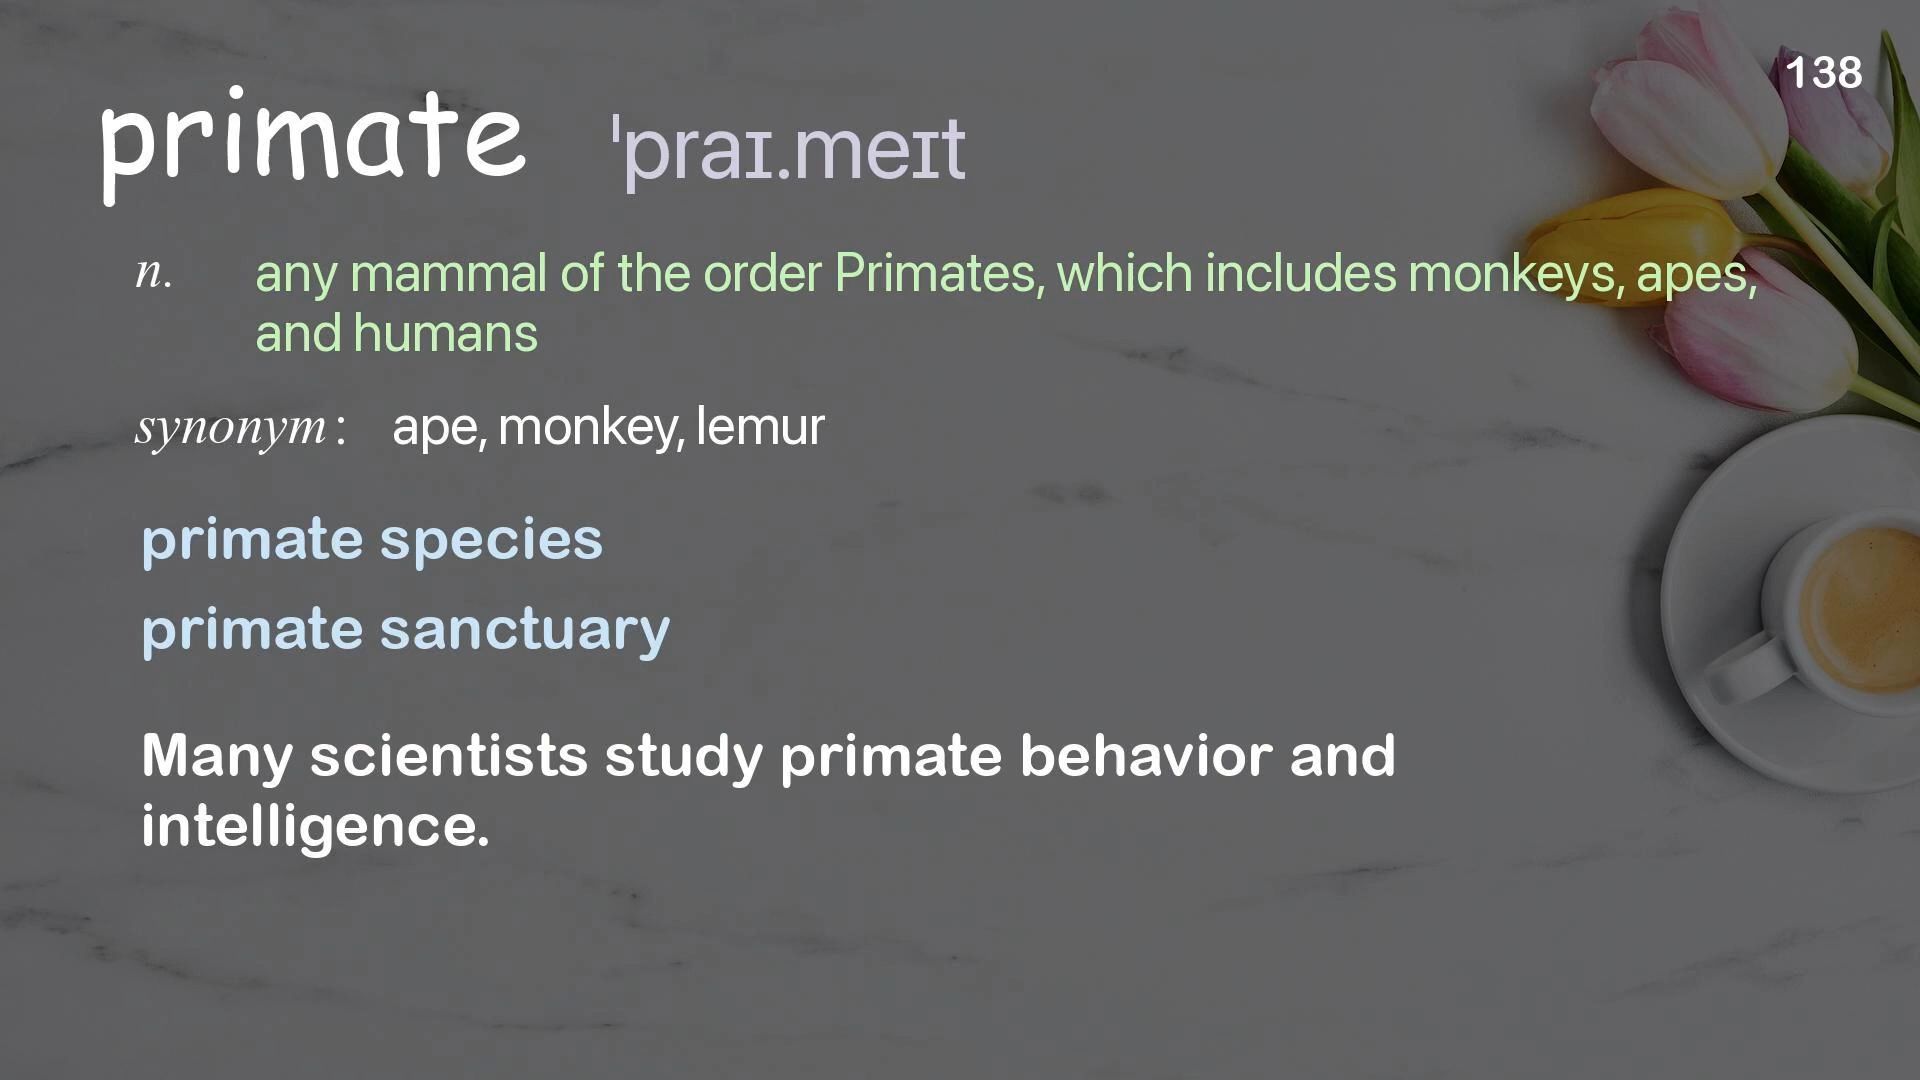 138
primate ˈpraɪ.meɪt
n. any mammal of the order Primates, which includes monkeys, apes,
and humans
synonym: ape, monkey, lemur
primate species
primate sanctuary
Many scientists study primate behavior and
intelligence.